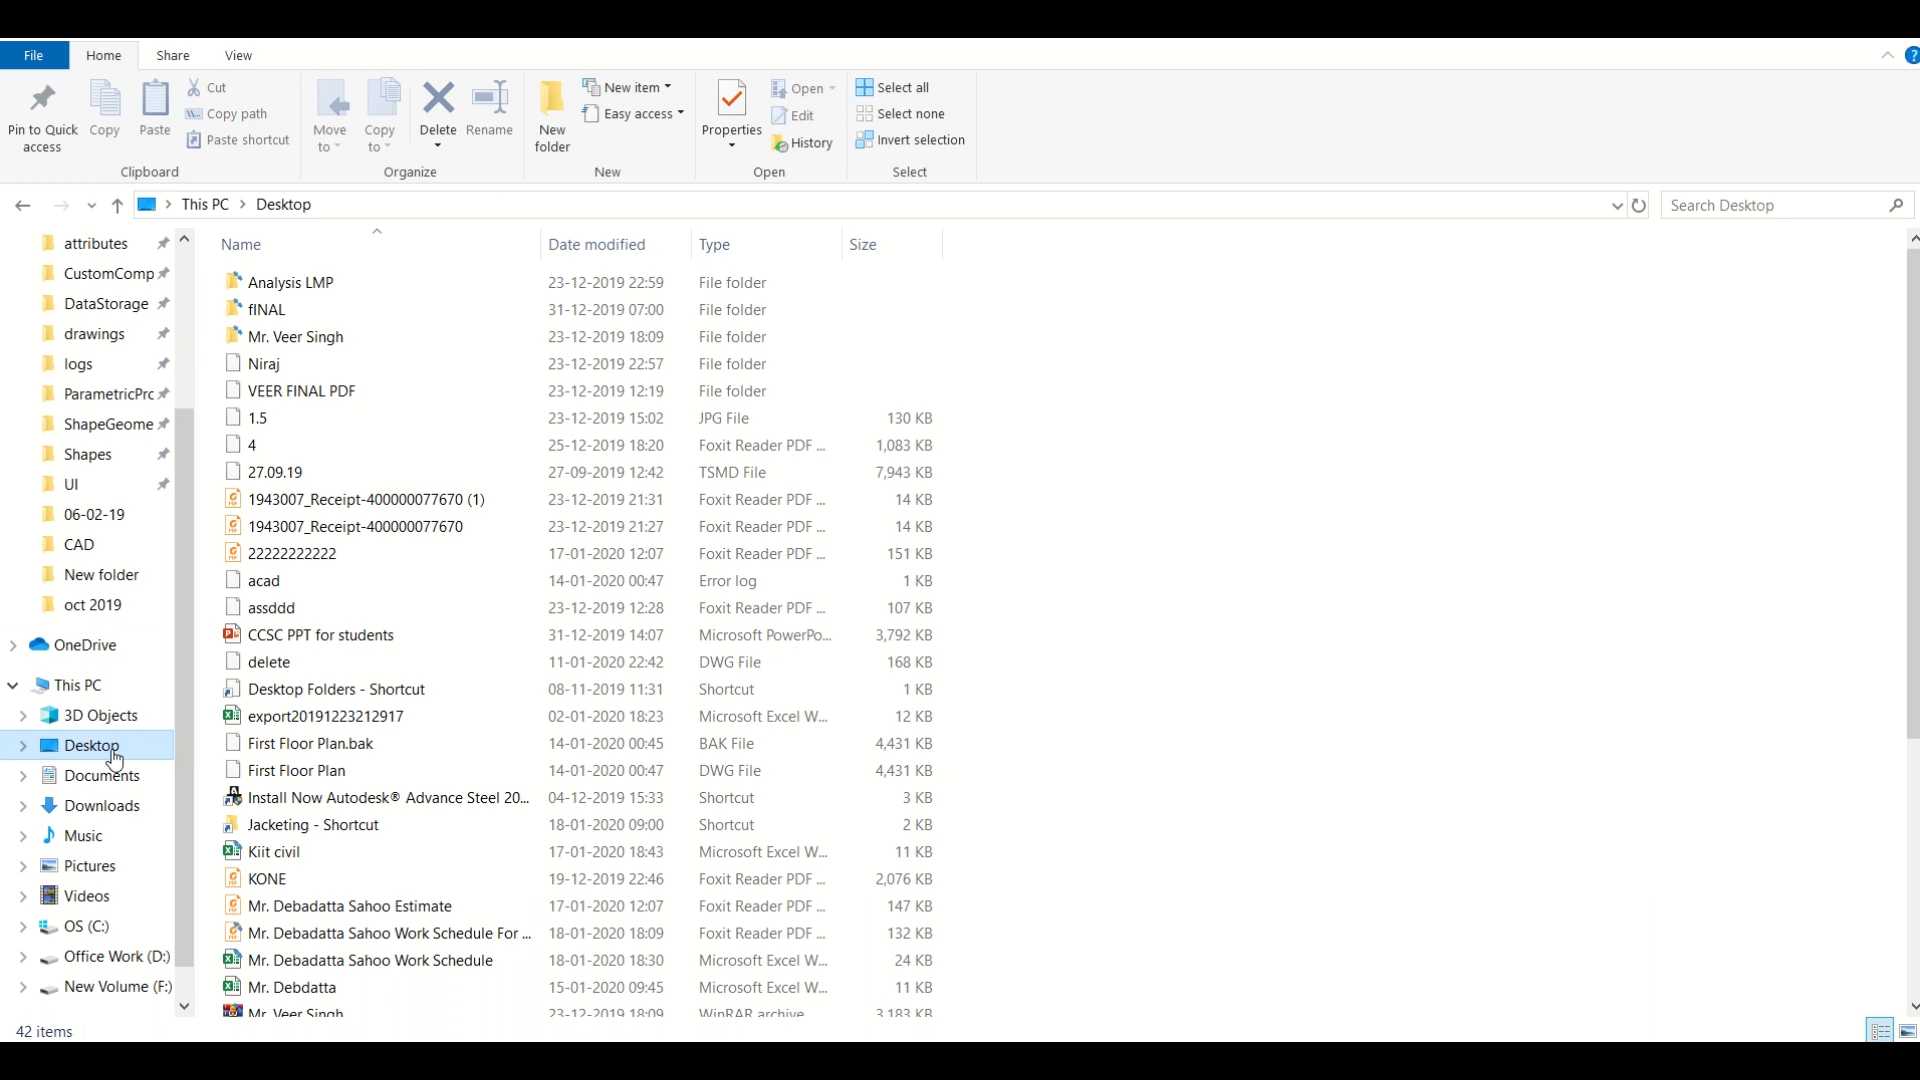 File Home Share View
Pin to Quick access
Copy
Paste
Cut
Copy path
Paste shortcut
Clipboard
Move to
Copy to
Delete
Rename
Organize
New folder
New item
Easy access
New
Properties
Open
Edit
History
Open
Select all
Select none
Invert selection
Select
This PC > Desktop
Search Desktop
attributes
CustomComp
DataStorage
drawings
logs
ParametricPrc
ShapeGeome
Shapes
UI
06-02-19
CAD
New folder
oct 2019
OneDrive
This PC
3D Objects
Desktop
Documents
Downloads
Music
Pictures
Videos
OS (C:)
Office Work (D:)
New Volume (F:)
Name Date modified Type Size
Analysis LMP 23-12-2019 22:59 File folder
fINAL 31-12-2019 07:00 File folder
Mr. Veer Singh 23-12-2019 18:09 File folder
Niraj 23-12-2019 22:57 File folder
VEER FINAL PDF 23-12-2019 12:19 File folder
1.5 23-12-2019 15:02 JPG File 130 KB
4 25-12-2019 18:20 Foxit Reader PDF ... 1,083 KB
27.09.19 27-09-2019 12:42 TSMD File 7,943 KB
1943007_Receipt-400000077670 (1) 23-12-2019 21:31 Foxit Reader PDF ... 14 KB
1943007_Receipt-400000077670 23-12-2019 21:27 Foxit Reader PDF ... 14 KB
22222222222 17-01-2020 12:07 Foxit Reader PDF ... 151 KB
acad 14-01-2020 00:47 Error log 1 KB
assddd 23-12-2019 12:28 Foxit Reader PDF ... 107 KB
CCSC PPT for students 31-12-2019 14:07 Microsoft PowerPo... 3,792 KB
delete 11-01-2020 22:42 DWG File 168 KB
Desktop Folders - Shortcut 08-11-2019 11:31 Shortcut 1 KB
export20191223212917 02-01-2020 18:23 Microsoft Excel W... 12 KB
First Floor Plan.bak 14-01-2020 00:45 BAK File 4,431 KB
First Floor Plan 14-01-2020 00:47 DWG File 4,431 KB
Install Now Autodesk® Advance Steel 20... 04-12-2019 15:33 Shortcut 3 KB
Jacketing - Shortcut 18-01-2020 09:00 Shortcut 2 KB
Kiit civil 17-01-2020 18:43 Microsoft Excel W... 11 KB
KONE 19-12-2019 22:46 Foxit Reader PDF ... 2,076 KB
Mr. Debadatta Sahoo Estimate 17-01-2020 12:07 Foxit Reader PDF ... 147 KB
Mr. Debadatta Sahoo Work Schedule For ... 18-01-2020 18:09 Foxit Reader PDF ... 132 KB
Mr. Debadatta Sahoo Work Schedule 18-01-2020 18:30 Microsoft Excel W... 24 KB
Mr. Debdatta 15-01-2020 09:45 Microsoft Excel W... 11 KB
Mr. Veer Singh 23-12-2019 18:09 WinRAR archive 3,183 KB
42 items